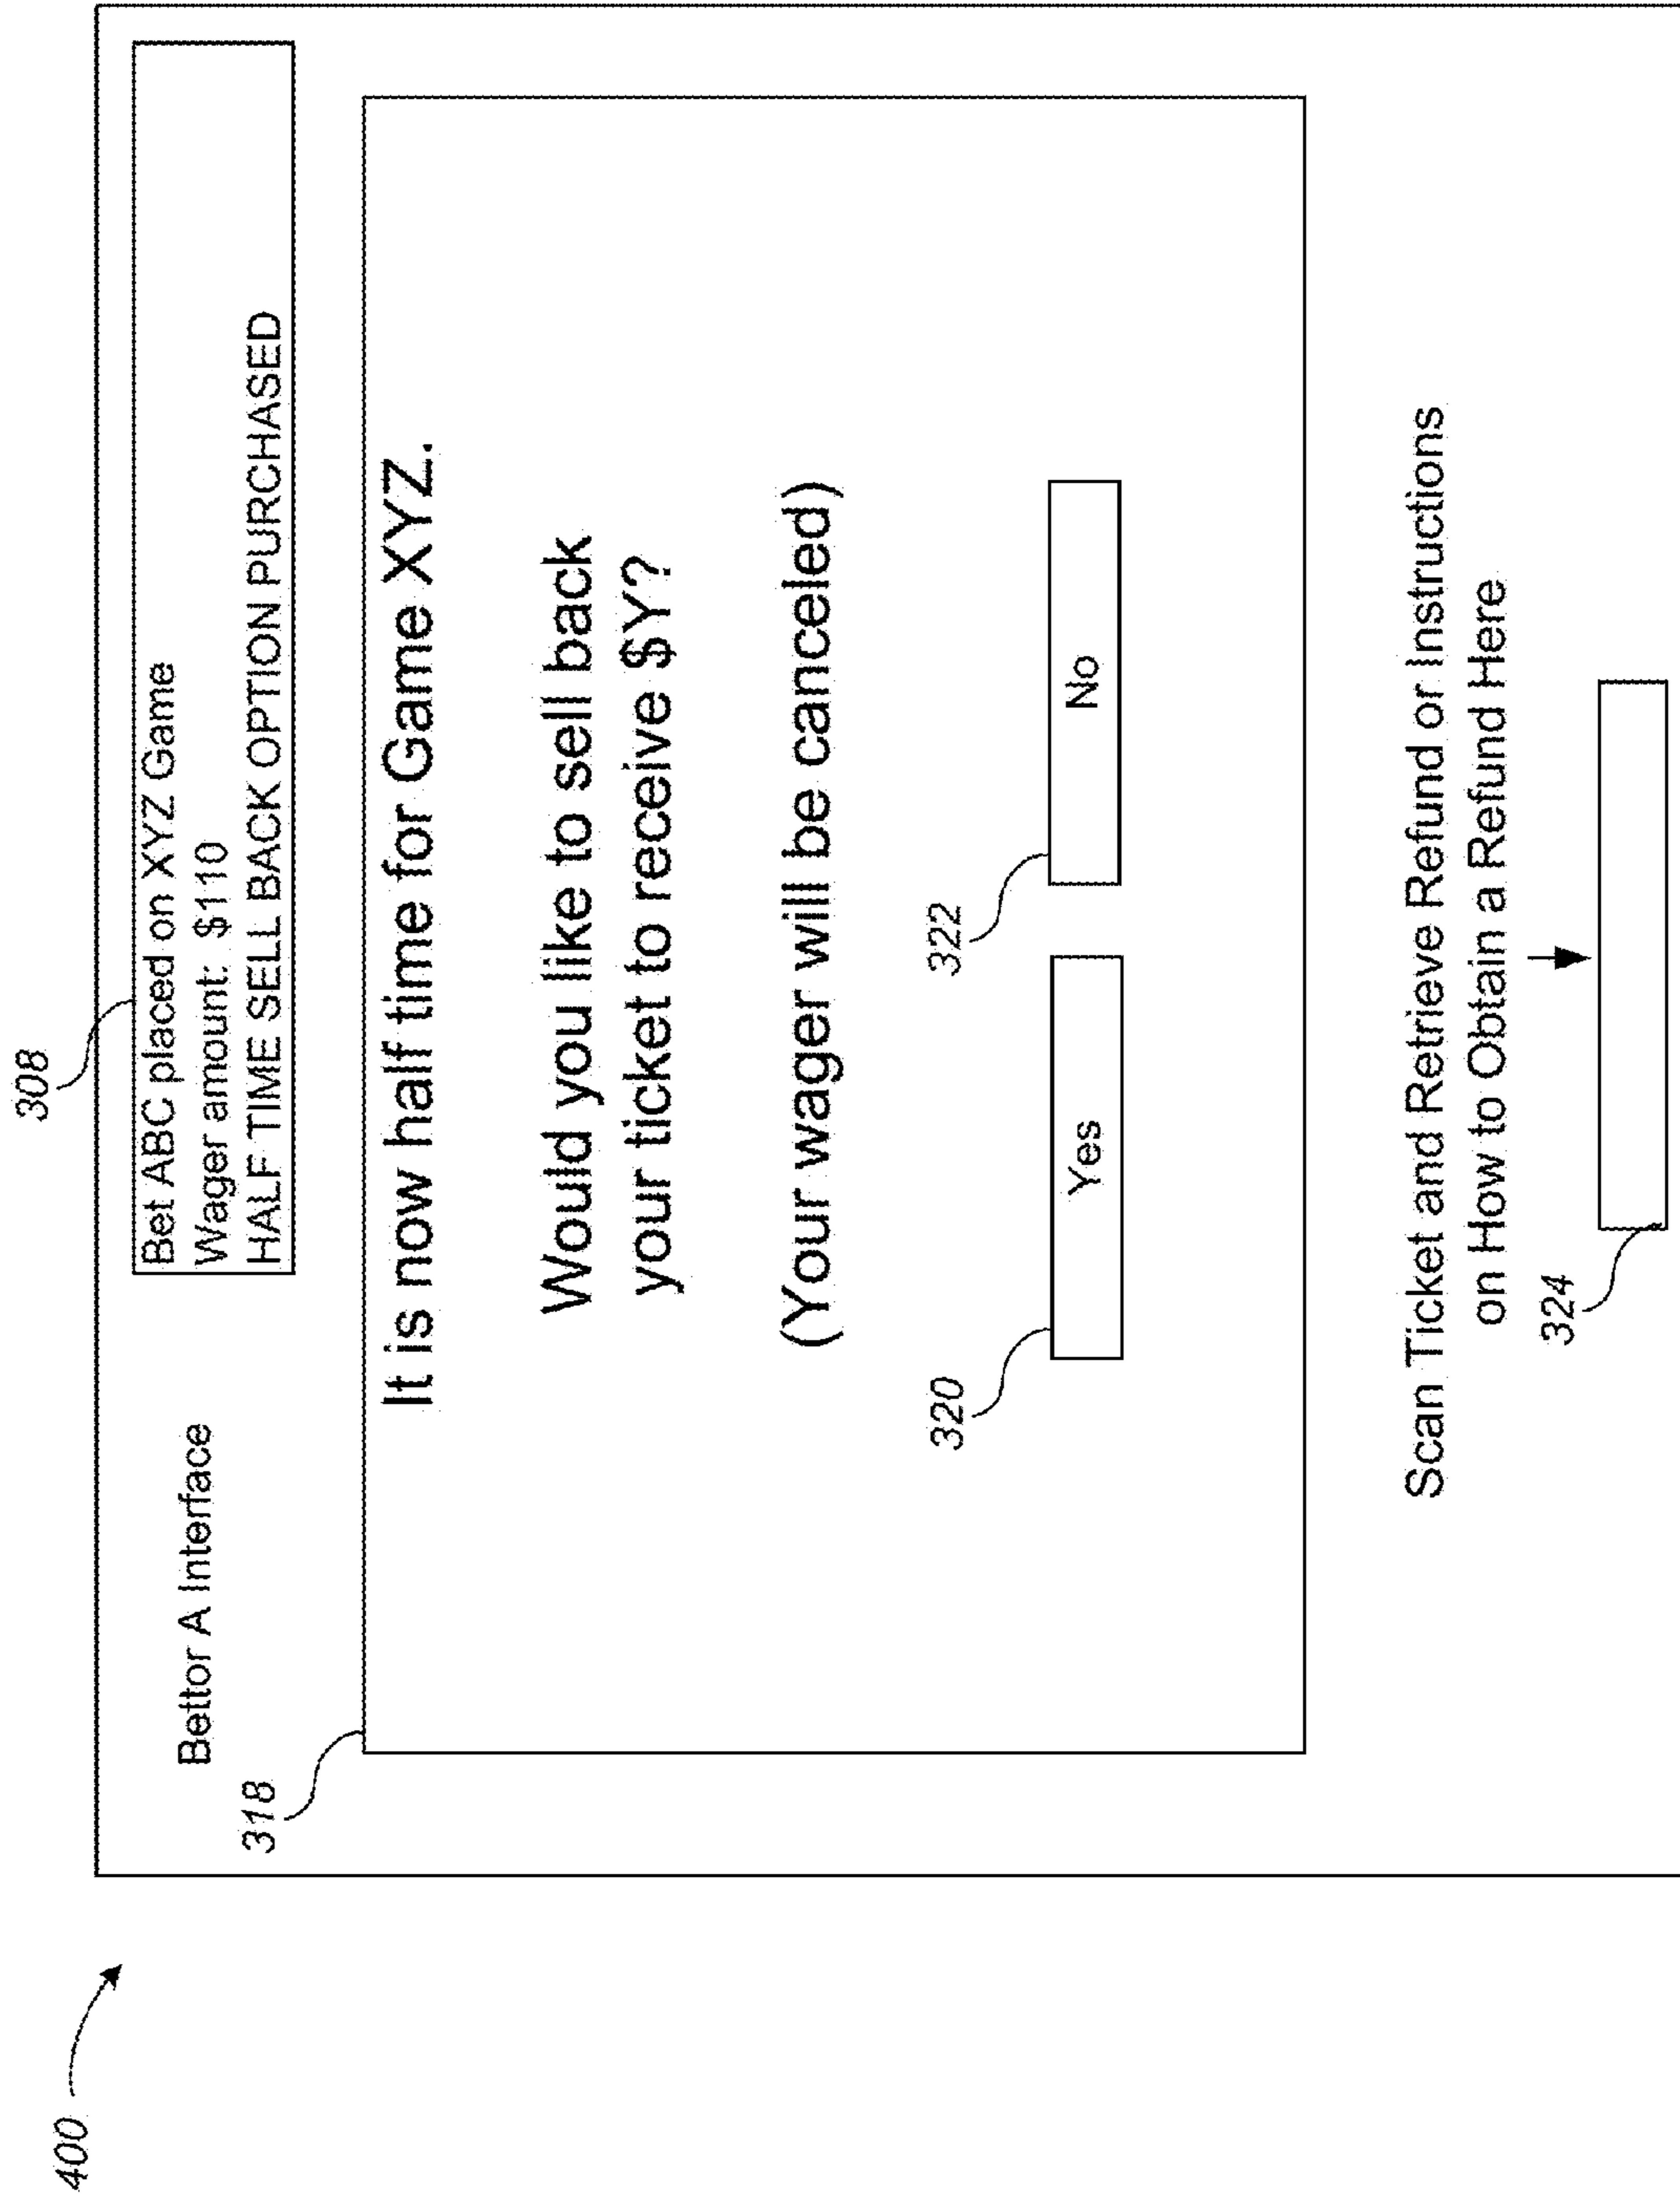 400
308
Bettor A Interface
Bet ABC placed on XYZ Game
Wager amount: $110
HALF TIME SELL BACK OPTION PURCHASED
318
It is now half time for Game XYZ.
Would you like to sell back
your ticket to receive $Y?
(Your wager will be canceled)
320
322
Yes
No
Scan Ticket and Retrieve Refund or Instructions
on How to Obtain a Refund Here
324